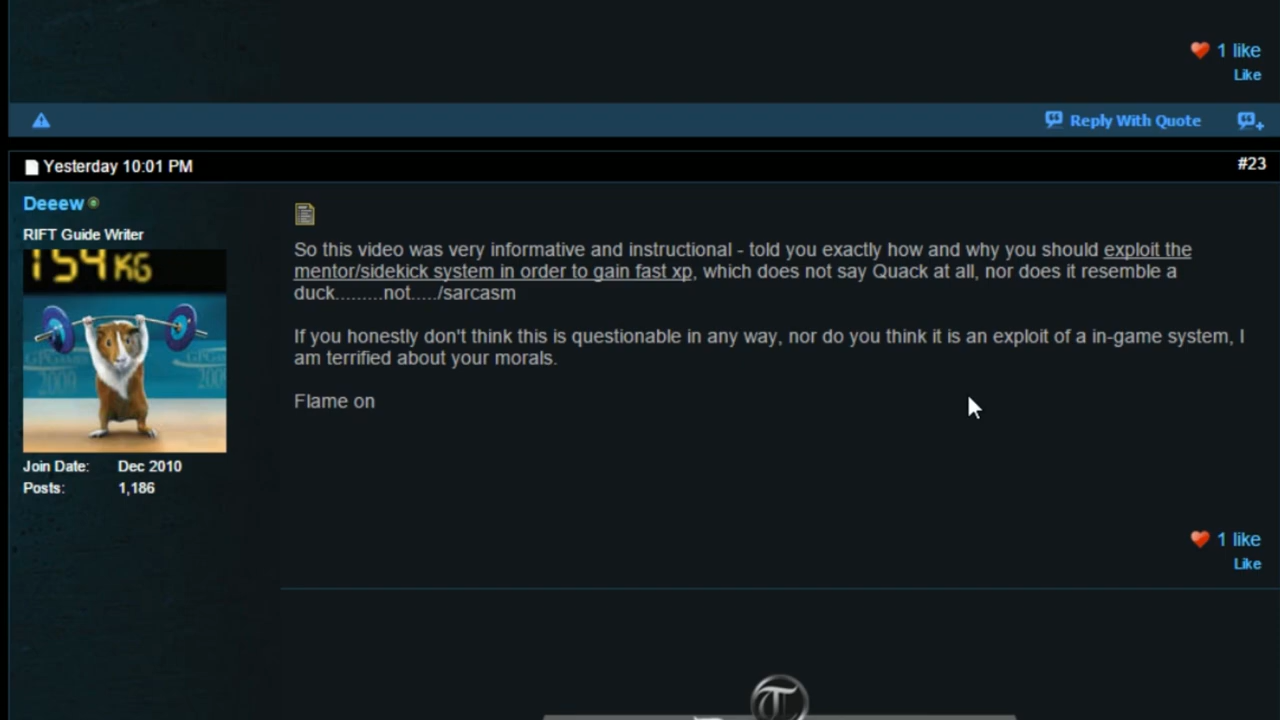 1 like
Like
Reply With Quote
Yesterday 10:01 PM
#23
Deeew
RIFT Guide Writer
154KG
So this video was very informative and instructional - told you exactly how and why you should exploit the
mentor/sidekick system in order to gain fast xp, which does not say Quack at all, nor does it resemble a
duck.........not...../sarcasm
If you honestly don't think this is questionable in any way, nor do you think it is an exploit of a in-game system, I
am terrified about your morals.
Flame on
Join Date: Dec 2010
Posts: 1,186
1 like
Like
T